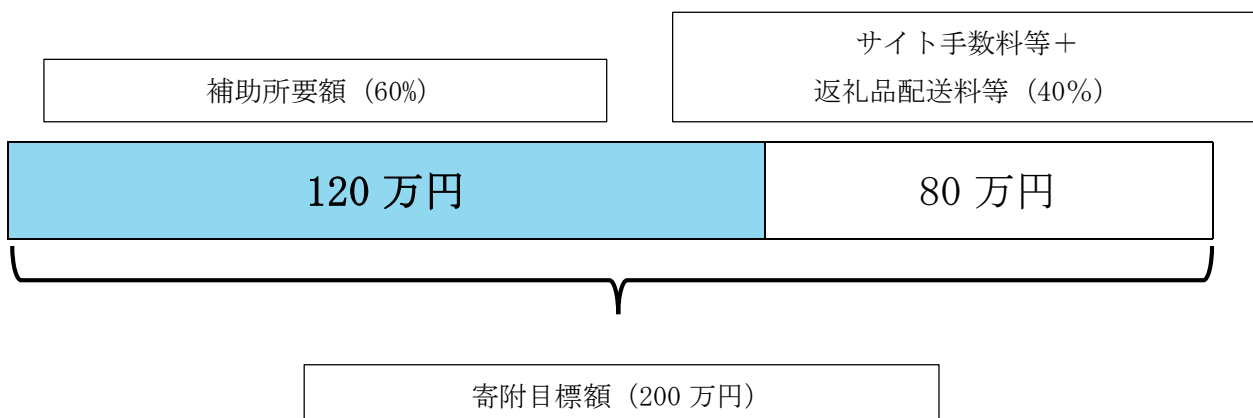 サイト手数料等＋
返礼品配送料等（40％）
補助所要額（60%）
120 万円
80 万円
寄附目標額（200 万円）